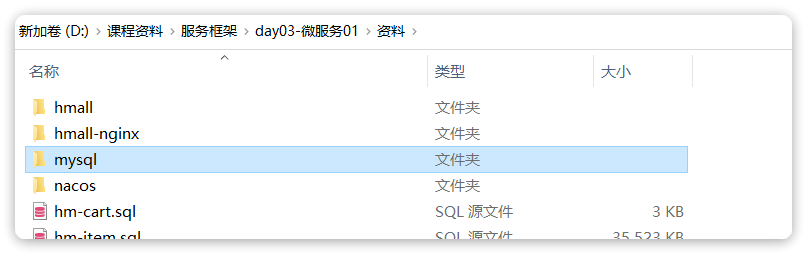 新加卷 (D:) › 课程资料 › 服务框架 › day03-微服务01 › 资料 ›
名称 类型 大小
hmall 文件夹
hmall-nginx 文件夹
mysql 文件夹
nacos 文件夹
hm-cart.sql SQL 源文件 3 KB
hm-item.sql SQL 源文件 35,523 KB